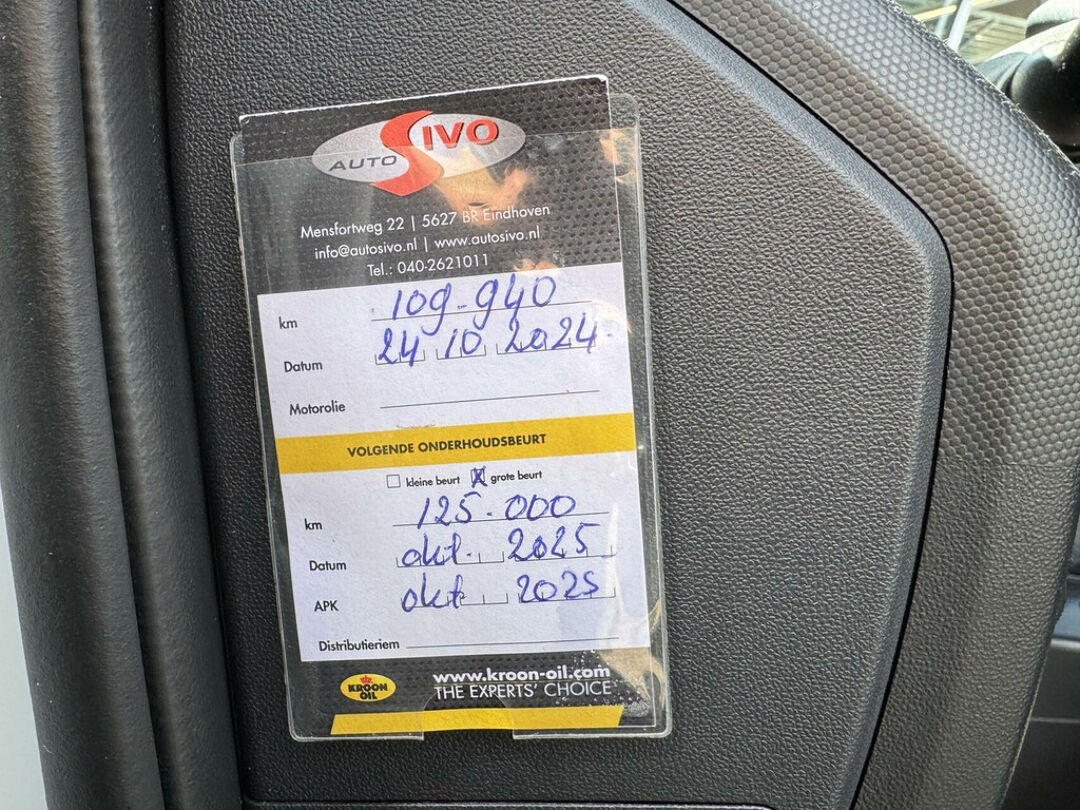 AUTO SIVO
Mensfortweg 22 | 5627 BR Eindhoven
info@autosivo.nl | www.autosivo.nl
Tel.: 040-2621011
km 109-940
Datum 24 10 2024
Motorolie
VOLGENDE ONDERHOUDSBEURT
kleine beurt X grote beurt
km 125.000
Datum okt. 2025
APK okt 2025
Distributieriem
KROON OIL
www.kroon-oil.com
THE EXPERTS' CHOICE